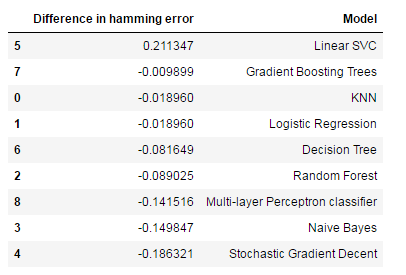 Difference in hamming error Model
5 0.211347 Linear SVC
7 -0.009899 Gradient Boosting Trees
0 -0.018960 KNN
1 -0.018960 Logistic Regression
6 -0.081649 Decision Tree
2 -0.089025 Random Forest
8 -0.141516 Multi-layer Perceptron classifier
3 -0.149847 Naive Bayes
4 -0.186321 Stochastic Gradient Decent